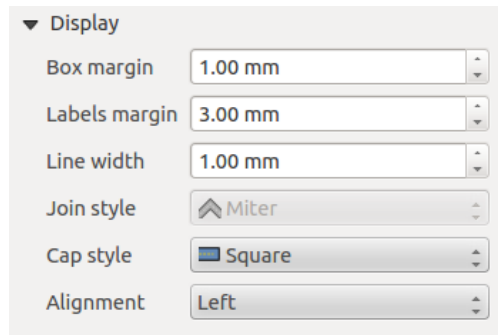 Display
Box margin 1.00 mm
Labels margin 3.00 mm
Line width 1.00 mm
Join style Miter
Cap style Square
Alignment Left